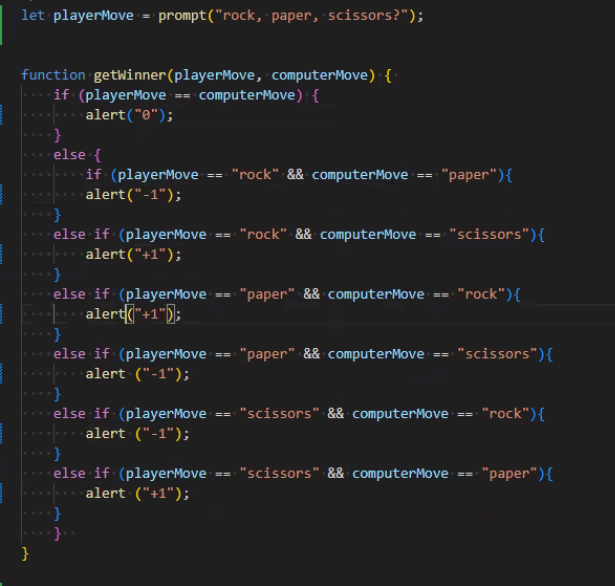 let playerMove = prompt("rock, paper, scissors?");
function getWinner(playerMove, computerMove) {
if (playerMove == computerMove) {
alert("0");
}
else {
if (playerMove == "rock" && computerMove == "paper"){
alert("-1");
}
else if (playerMove == "rock" && computerMove == "scissors"){
alert("+1");
}
else if (playerMove == "paper" && computerMove == "rock"){
alert("+1");
}
else if (playerMove == "paper" && computerMove == "scissors"){
alert ("-1");
}
else if (playerMove == "scissors" && computerMove == "rock"){
alert ("-1");
}
else if (playerMove == "scissors" && computerMove == "paper"){
alert ("+1");
}
}
}